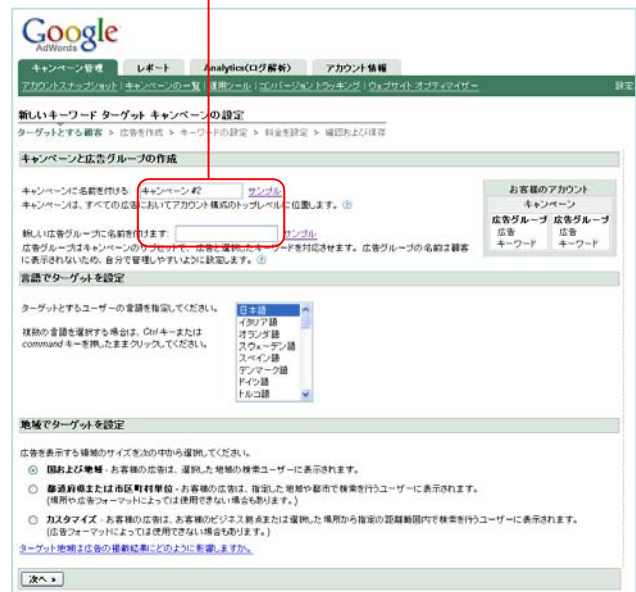 Google
AdWords
キャンペーン管理 レポート Analytics(ログ解析) アカウント情報
アカウントスナップショット | キャンペーンの一覧 | 運用ツール | コンバージョン トラッキング | ウェブサイト オプティマイザー 設定
新しいキーワード ターゲット キャンペーンの設定
ターゲットとする顧客 > 広告を作成 > キーワードの設定 > 料金を設定 > 確認および保存
キャンペーンと広告グループの作成
キャンペーンに名前を付ける: キャンペーン #2 サンプル
キャンペーンは、すべての広告においてアカウント構成のトップレベルに位置します。 ?
新しい広告グループに名前を付けます: サンプル
広告グループはキャンペーンのサブセットで、広告と選択したキーワードを対応させます。広告グループの名前は顧客
に表示されないため、自分で管理しやすいように設定します。 ?
お客様のアカウント
キャンペーン
広告グループ 広告グループ
広告 広告
キーワード キーワード
言語でターゲットを設定
ターゲットとするユーザーの言語を指定してください。
複数の言語を選択する場合は、Ctrl キーまたは
command キーを押したままクリックしてください。
日本語
イタリア語
オランダ語
スウェーデン語
スペイン語
デンマーク語
ドイツ語
トルコ語
地域でターゲットを設定
広告を表示する領域のサイズを次の中から選択してください。
国および地域 - お客様の広告は、選択した地域の検索ユーザーに表示されます。
都道府県または市区町村単位 - お客様の広告は、指定した地域や都市で検索を行うユーザーに表示されます。
(場所や広告フォーマットによっては使用できない場合もあります。)
カスタマイズ - お客様の広告は、お客様のビジネス拠点または選択した場所から指定の距離範囲内で検索を行うユーザーに表示されます。
(広告フォーマットによっては使用できない場合もあります。)
ターゲット地域は広告の掲載結果にどのように影響しますか。
次へ »